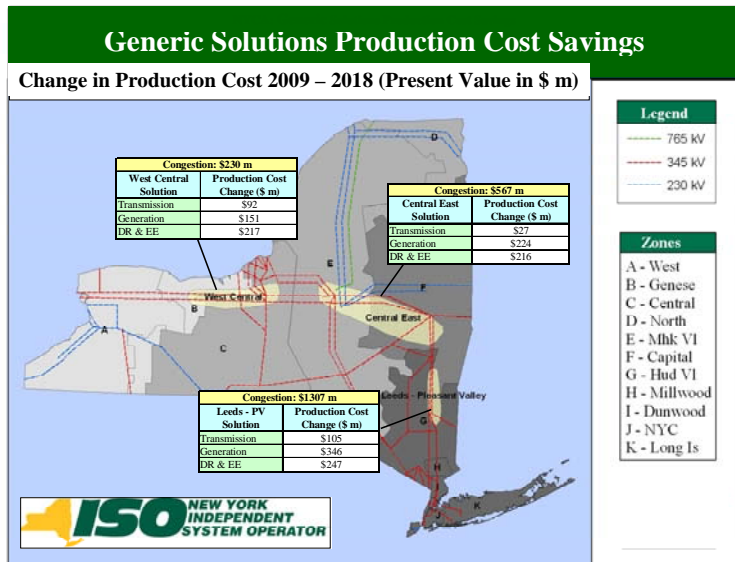 Generic Solutions Production Cost Savings
Change in Production Cost 2009 – 2018 (Present Value in $ m)
Legend
765 kV
345 kV
230 kV
Zones
A - West
B - Genese
C - Central
D - North
E - Mhk Vl
F - Capital
G - Hud Vl
H - Millwood
I - Dunwood
J - NYC
K - Long Is
Congestion: $230 m
West Central Solution Production Cost Change ($ m)
Transmission $92
Generation $151
DR & EE $217
Congestion: $567 m
Central East Solution Production Cost Change ($ m)
Transmission $27
Generation $224
DR & EE $216
Congestion: $1307 m
Leeds - PV Solution Production Cost Change ($ m)
Transmission $105
Generation $346
DR & EE $247
D
E
F
West Central
B
Central East
A
C
Leeds - Pleasant Valley
G
H
K
J
ISO NEW YORK
INDEPENDENT
SYSTEM OPERATOR